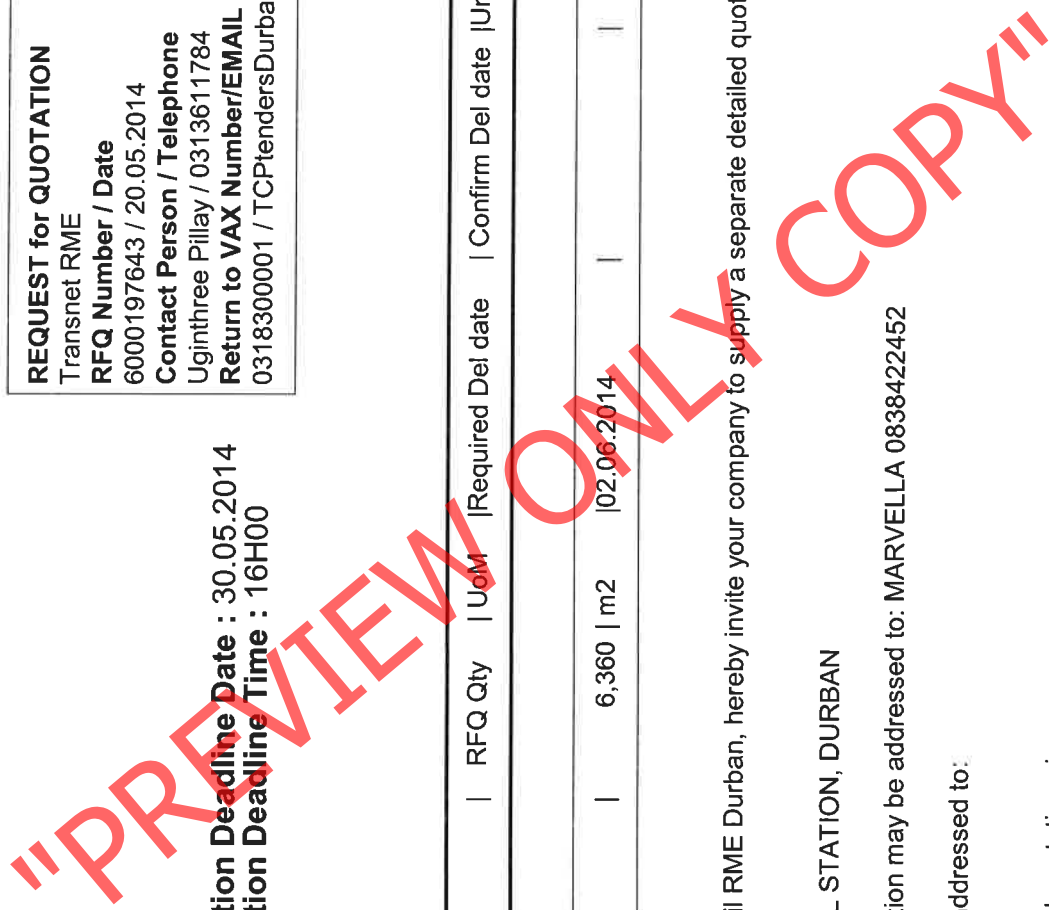 REQUEST for QUOTATION
Transnet RME
RFQ Number / Date
6000197643 / 20.05.2014
Contact Person / Telephone
Uginthree Pillay / 0313611784
Return to VAX Number/EMAIL
0318300001 / TCPtendersDurba
tion Deadline Date : 30.05.2014
tion Deadline Time : 16H00
| RFQ Qty | UoM |Required Del date | Confirm Del date |Un
| 6,360 | m2 |02.06.2014 | |
il RME Durban, hereby invite your company to supply a separate detailed quot
L STATION, DURBAN
tion may be addressed to: MARVELLA 0838422452
addressed to:
"PREVIEW ONLY COPY"